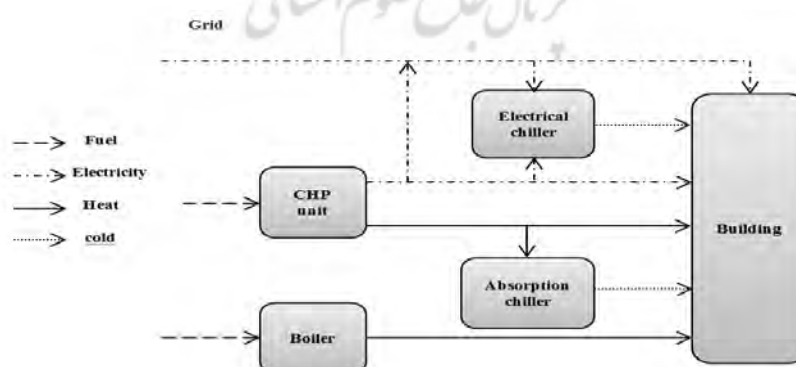 Grid
Electrical
chiller
Fuel
Electricity
Heat
cold
CHP
unit
Building
Absorption
chiller
Boiler